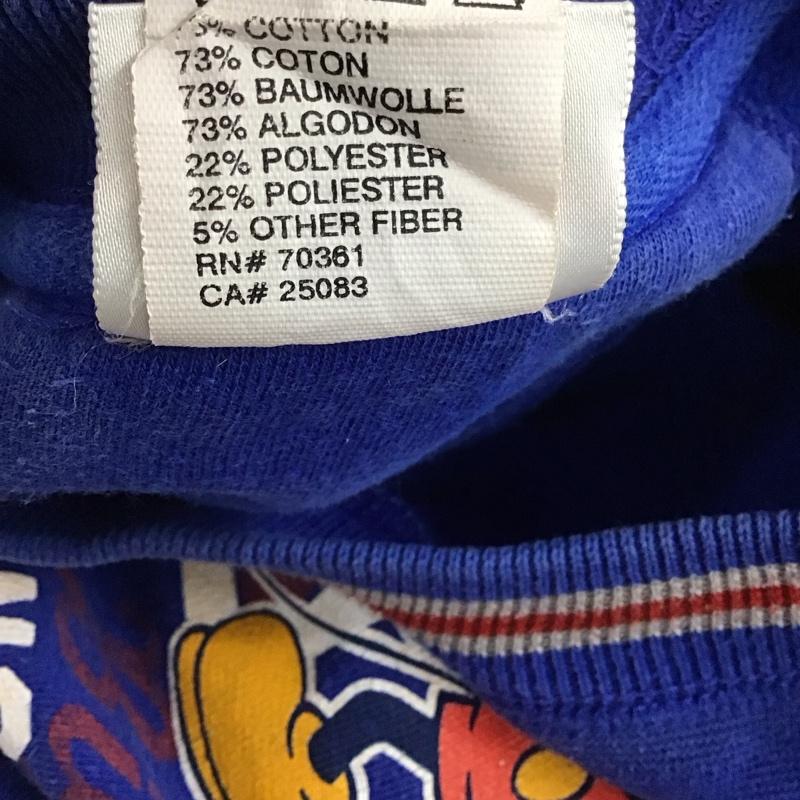 73% COTTON
73% COTON
73% BAUMWOLLE
73% ALGODON
22% POLYESTER
22% POLIESTER
5% OTHER FIBER
RN# 70361
CA# 25083